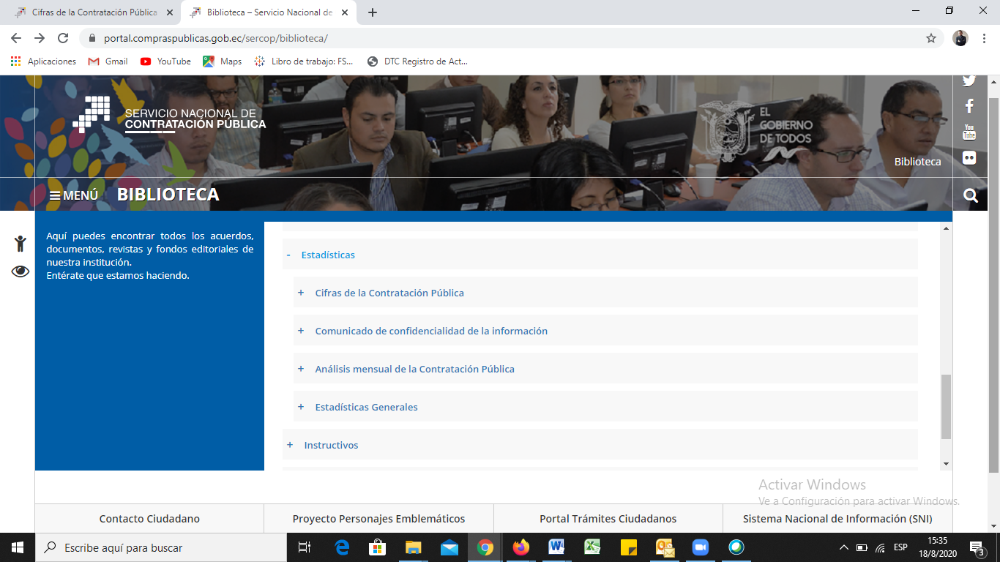 Cifras de la Contratación Pública
Biblioteca – Servicio Nacional de
portal.compraspublicas.gob.ec/sercop/biblioteca/
Aplicaciones
Gmail
YouTube
Maps
Libro de trabajo: FS...
DTC Registro de Act...
SERVICIO NACIONAL DE
CONTRATACIÓN PÚBLICA
EL
GOBIERNO
DE TODOS
You
Tube
Biblioteca
MENÚ
BIBLIOTECA
Aquí puedes encontrar todos los acuerdos,
documentos, revistas y fondos editoriales de
nuestra institución.
Entérate que estamos haciendo.
- Estadísticas
+ Cifras de la Contratación Pública
+ Comunicado de confidencialidad de la información
+ Análisis mensual de la Contratación Pública
+ Estadísticas Generales
+ Instructivos
Activar Windows
Ve a Configuración para activar Windows.
Contacto Ciudadano
Proyecto Personajes Emblemáticos
Portal Trámites Ciudadanos
Sistema Nacional de Información (SNI)
Escribe aquí para buscar
ESP
15:35
18/8/2020
3